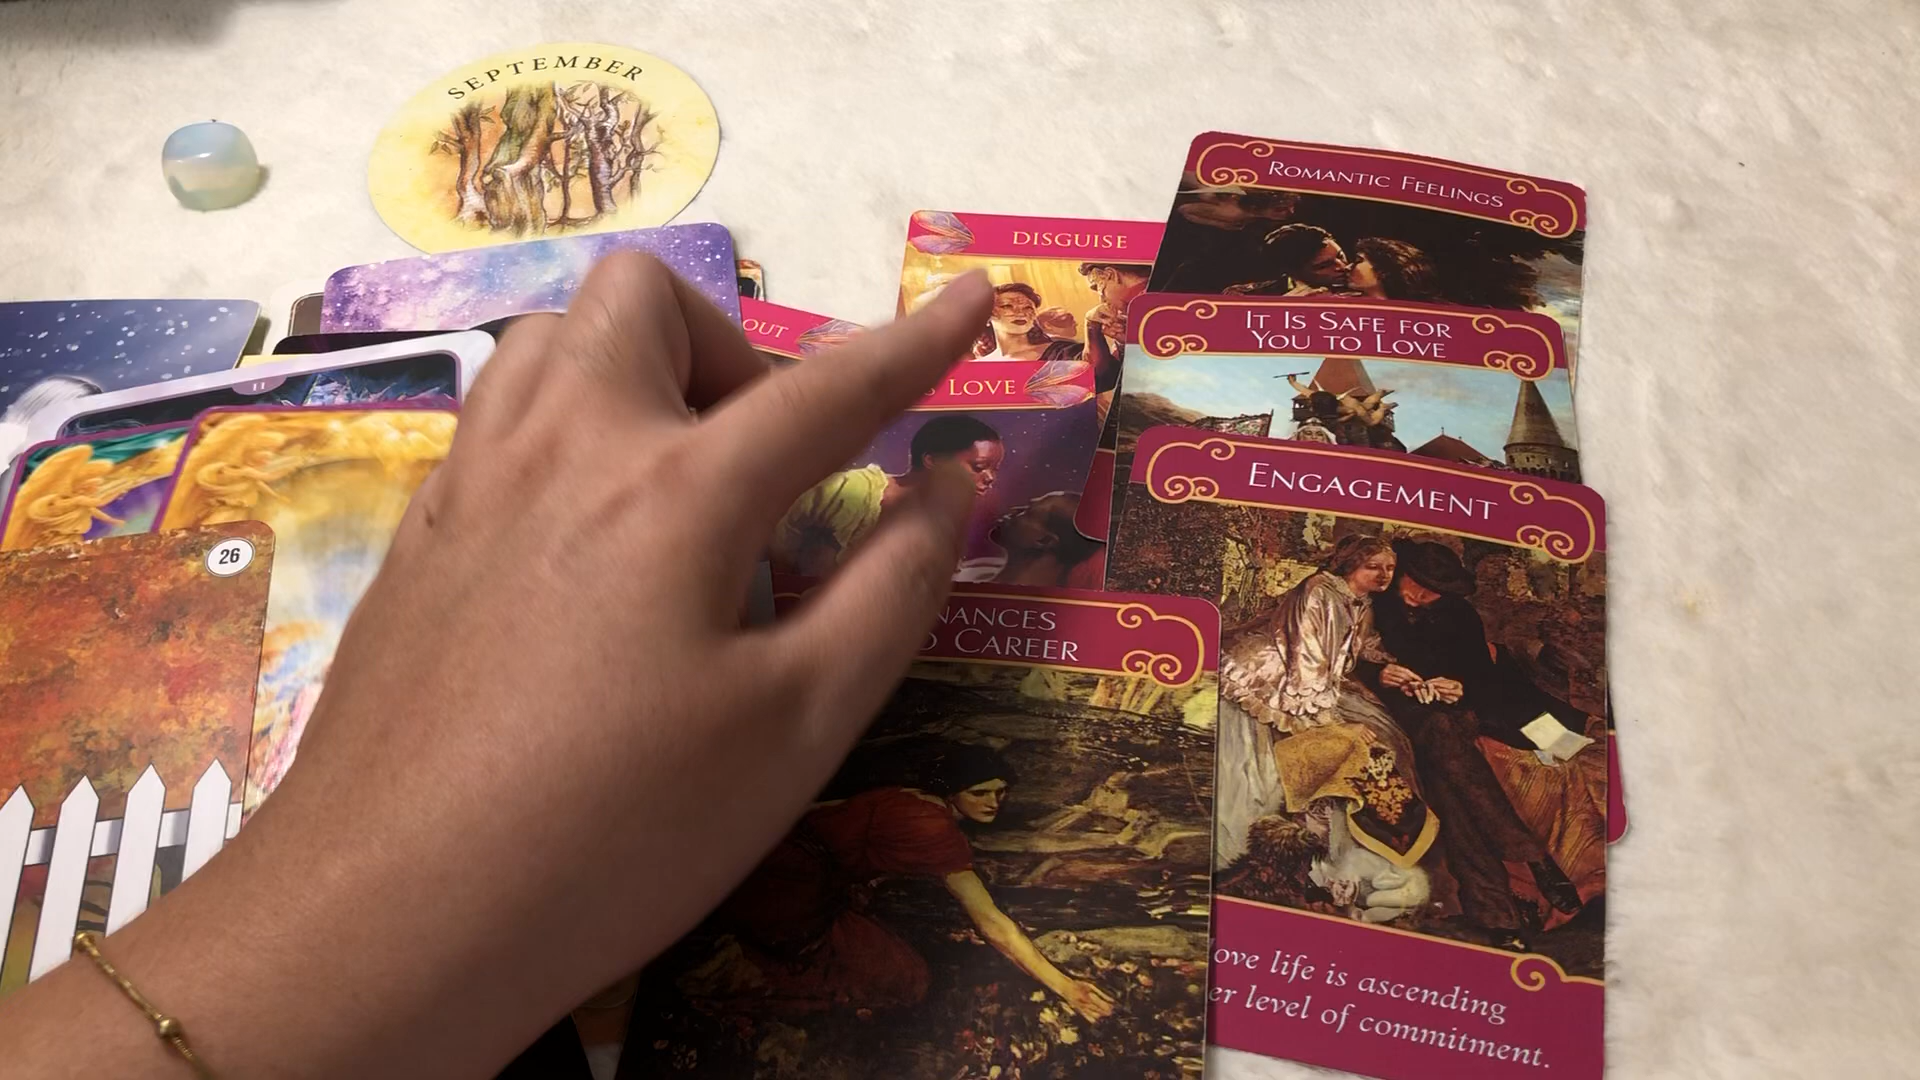 SEPTEMBER
ROMANTIC FEELINGS
DISGUISE
IT IS SAFE FOR
YOU TO LOVE
OUT
LOVE
11
ENGAGEMENT
26
NANCES
CAREER
ove life is ascending
er level of commitment.